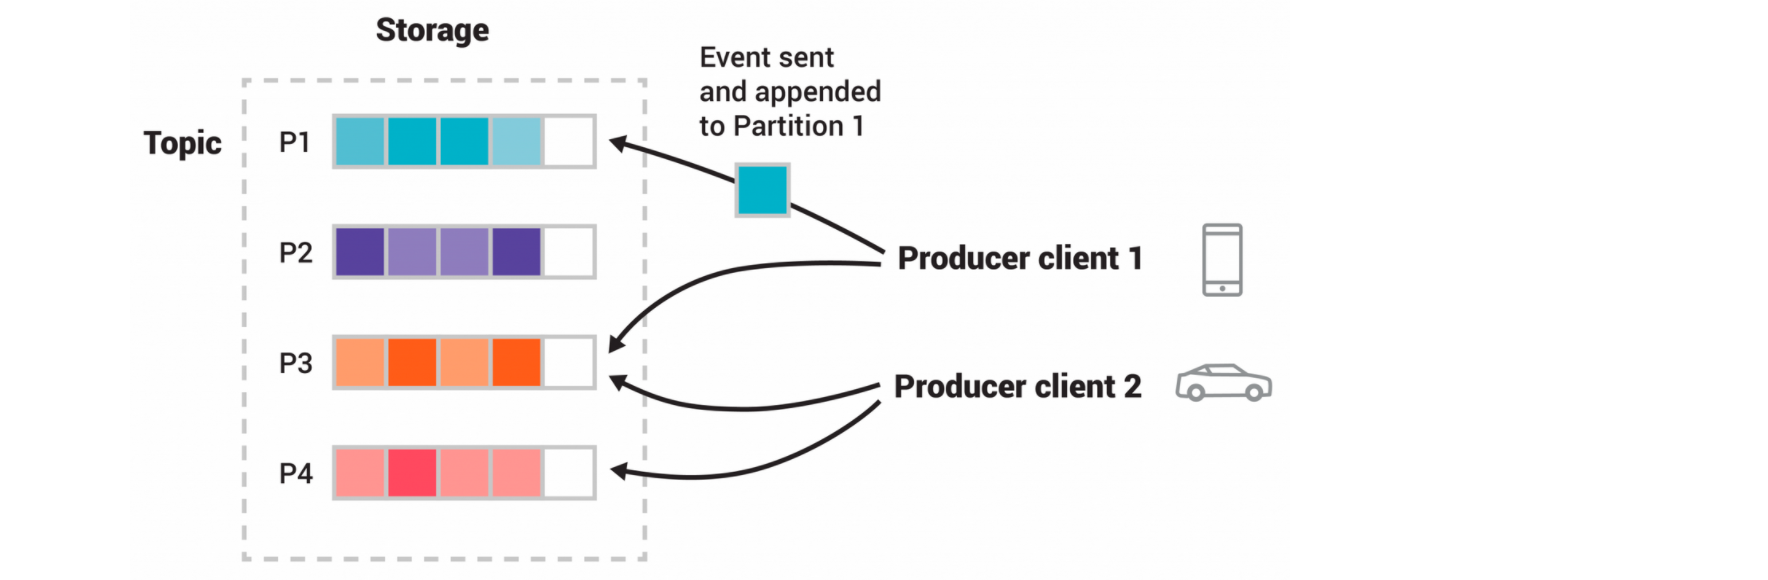 Storage
Event sent
and appended
to Partition 1
Topic
P1
P2
Producer client 1
P3
Producer client 2
P4